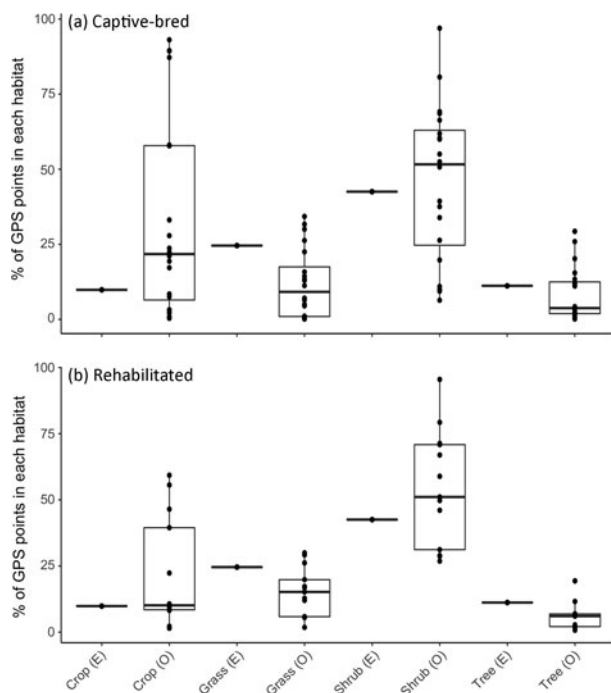 (a) Captive-bred
100
75
50
25
0
% of GPS points in each habitat
(b) Rehabilitated
100
75
50
25
0
% of GPS points in each habitat
Crop (E)
Crop (O)
Grass (E)
Grass (O)
Shrub (E)
Shrub (O)
Tree (E)
Tree (O)